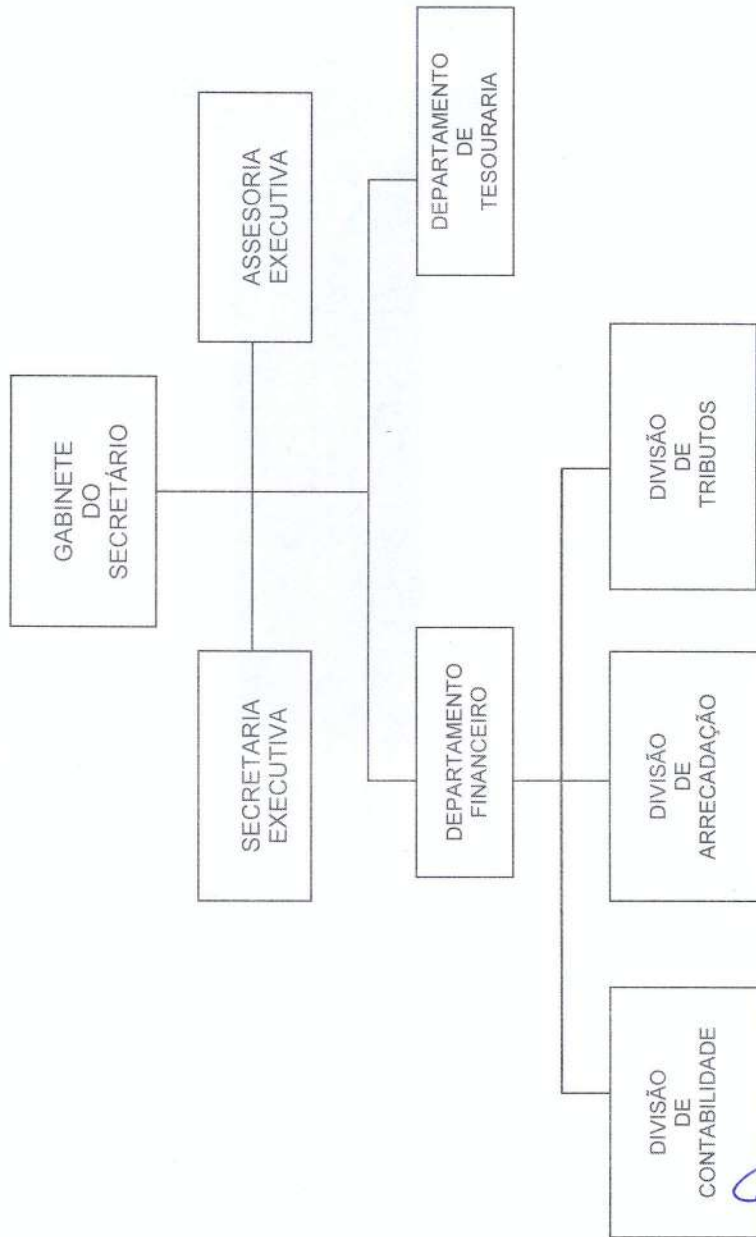 GABINETE
DO
SECRETÁRIO
SECRETARIA
EXECUTIVA
ASSESORIA
EXECUTIVA
DEPARTAMENTO
FINANCEIRO
DEPARTAMENTO
DE
TESOURARIA
DIVISÃO
DE
CONTABILIDADE
DIVISÃO
DE
ARRECADAÇÃO
DIVISÃO
DE
TRIBUTOS